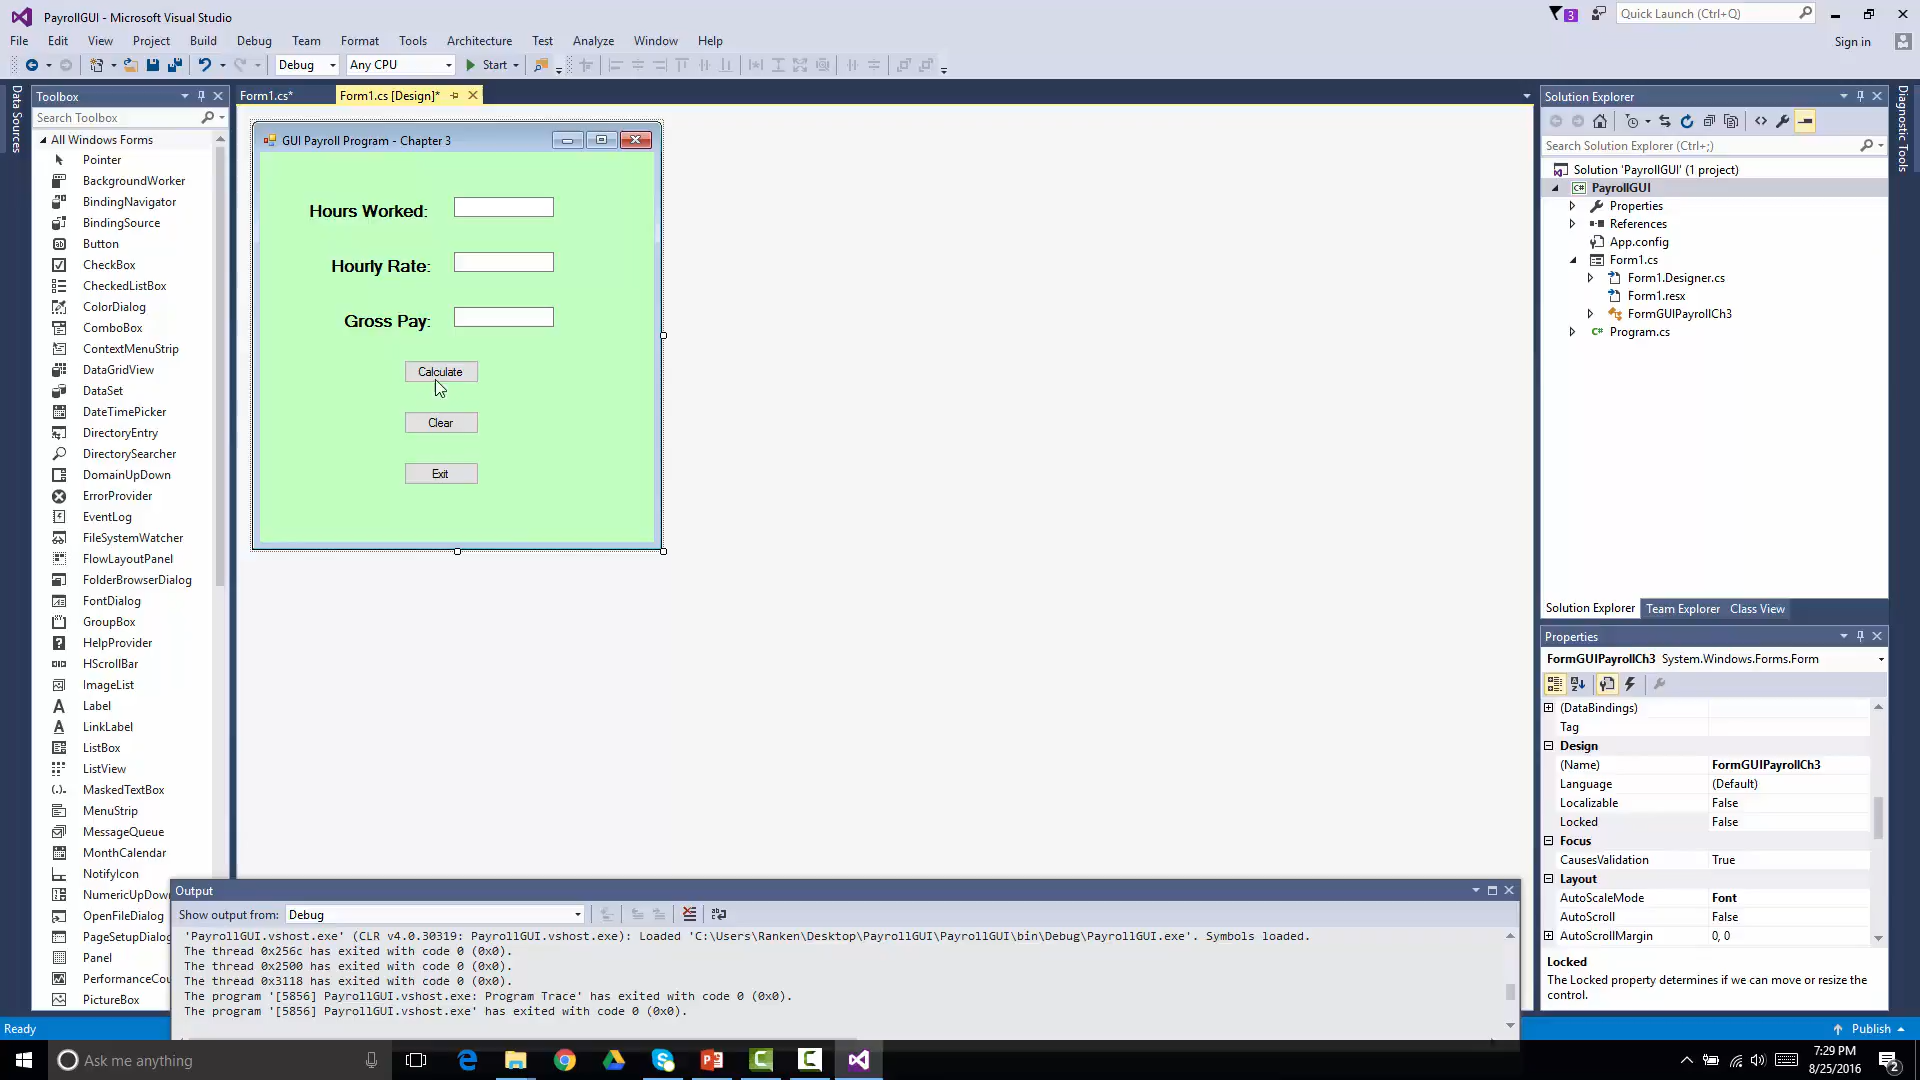 PayrollGUI - Microsoft Visual Studio
3
Quick Launch (Ctrl+Q)
File Edit View Project Build Debug Team Format Tools Architecture Test Analyze Window Help
Sign in
Debug Any CPU Start
Data Sources
Toolbox
Search Toolbox
All Windows Forms
Pointer
BackgroundWorker
BindingNavigator
BindingSource
Button
CheckBox
CheckedListBox
ColorDialog
ComboBox
ContextMenuStrip
DataGridView
DataSet
DateTimePicker
DirectoryEntry
DirectorySearcher
DomainUpDown
ErrorProvider
EventLog
FileSystemWatcher
FlowLayoutPanel
FolderBrowserDialog
FontDialog
GroupBox
HelpProvider
HScrollBar
ImageList
Label
LinkLabel
ListBox
ListView
MaskedTextBox
MenuStrip
MessageQueue
MonthCalendar
NotifyIcon
NumericUpDow
OpenFileDialog
PageSetupDialog
Panel
PerformanceCou
PictureBox
Form1.cs* Form1.cs [Design]*
GUI Payroll Program - Chapter 3
Hours Worked:
Hourly Rate:
Gross Pay:
Calculate
Clear
Exit
Output
Show output from: Debug
'PayrollGUI.vshost.exe' (CLR v4.0.30319: PayrollGUI.vshost.exe): Loaded 'C:\Users\Ranken\Desktop\PayrollGUI\PayrollGUI\bin\Debug\PayrollGUI.exe'. Symbols loaded.
The thread 0x256c has exited with code 0 (0x0).
The thread 0x2500 has exited with code 0 (0x0).
The thread 0x3118 has exited with code 0 (0x0).
The program '[5856] PayrollGUI.vshost.exe: Program Trace' has exited with code 0 (0x0).
The program '[5856] PayrollGUI.vshost.exe' has exited with code 0 (0x0).
Solution Explorer
Search Solution Explorer (Ctrl+;)
Solution 'PayrollGUI' (1 project)
PayrollGUI
Properties
References
App.config
Form1.cs
Form1.Designer.cs
Form1.resx
FormGUIPayrollCh3
Program.cs
Solution Explorer Team Explorer Class View
Properties
FormGUIPayrollCh3 System.Windows.Forms.Form
(DataBindings)
Tag
Design
(Name) FormGUIPayrollCh3
Language (Default)
Localizable False
Locked False
Focus
CausesValidation True
Layout
AutoScaleMode Font
AutoScroll False
AutoScrollMargin 0, 0
Locked
The Locked property determines if we can move or resize the
control.
Diagnostic Tools
Ready
Publish
Ask me anything
7:29 PM
8/25/2016
2